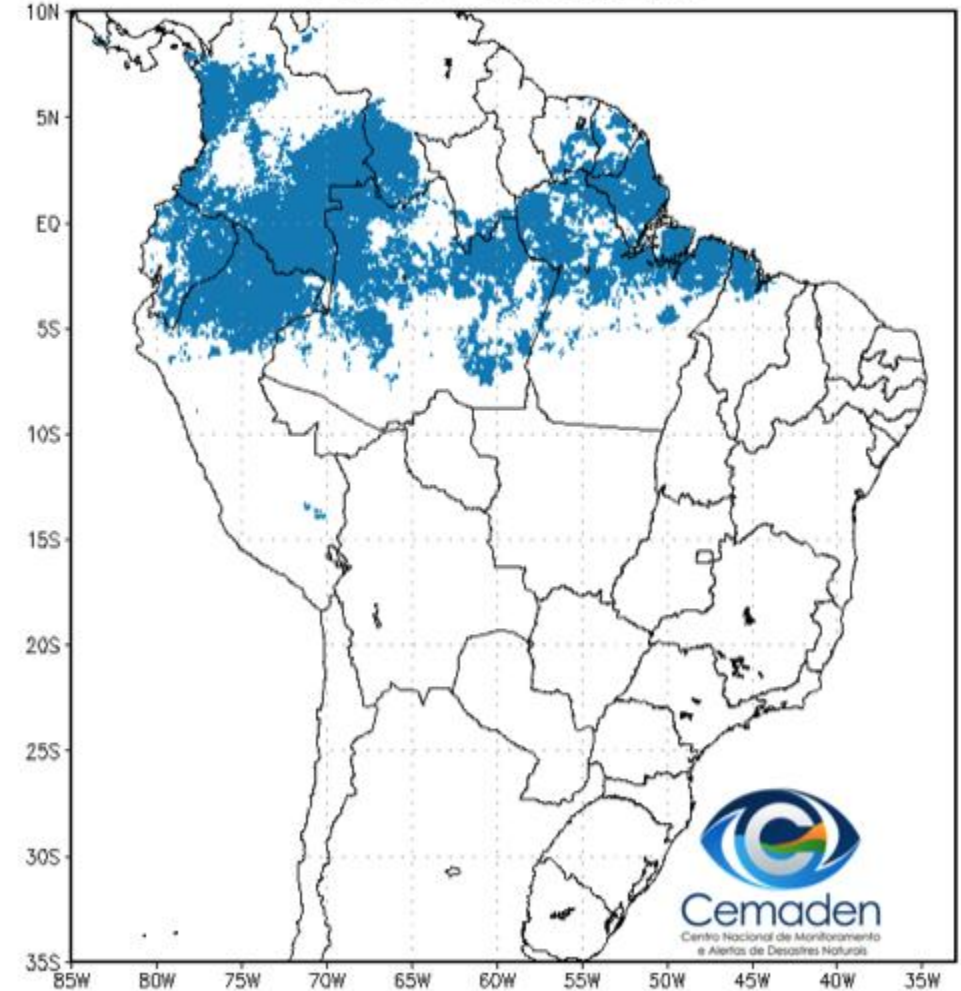 10N
5N
EQ
5S
10S
15S
20S
25S
30S
35S
85W 80W 75W 70W 65W 60W 55W 50W 45W 40W 35W
Cemaden
Centro Nacional de Monitoramento
e Alertas de Desastres Naturais